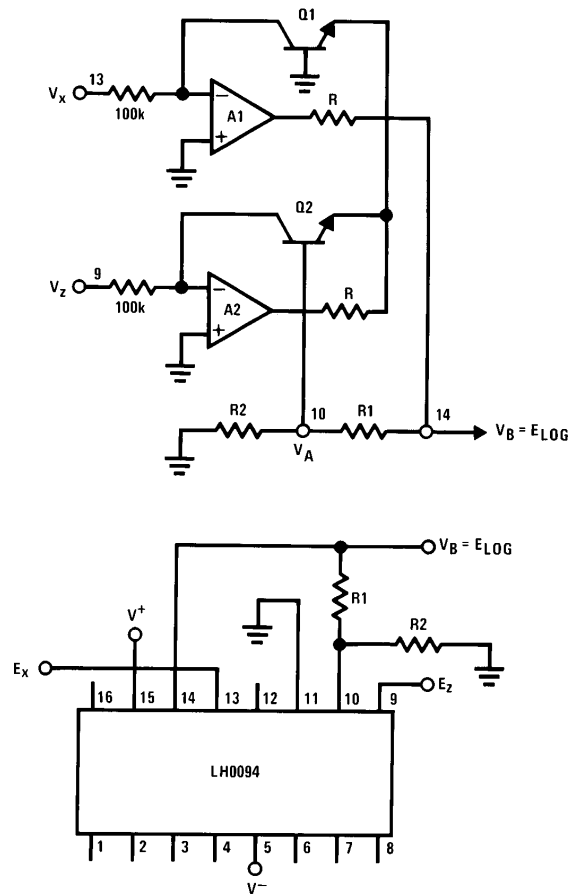 Q1
Vx 13
100k
−
A1
+
R
Q2
Vz 9
100k
−
A2
+
R
R2 10 R1 14
VA
VB = ELOG
VB = ELOG
R1
V+
R2
Ex
Ez
16 15 14 13 12 11 10 9
LH0094
1 2 3 4 5 6 7 8
V−